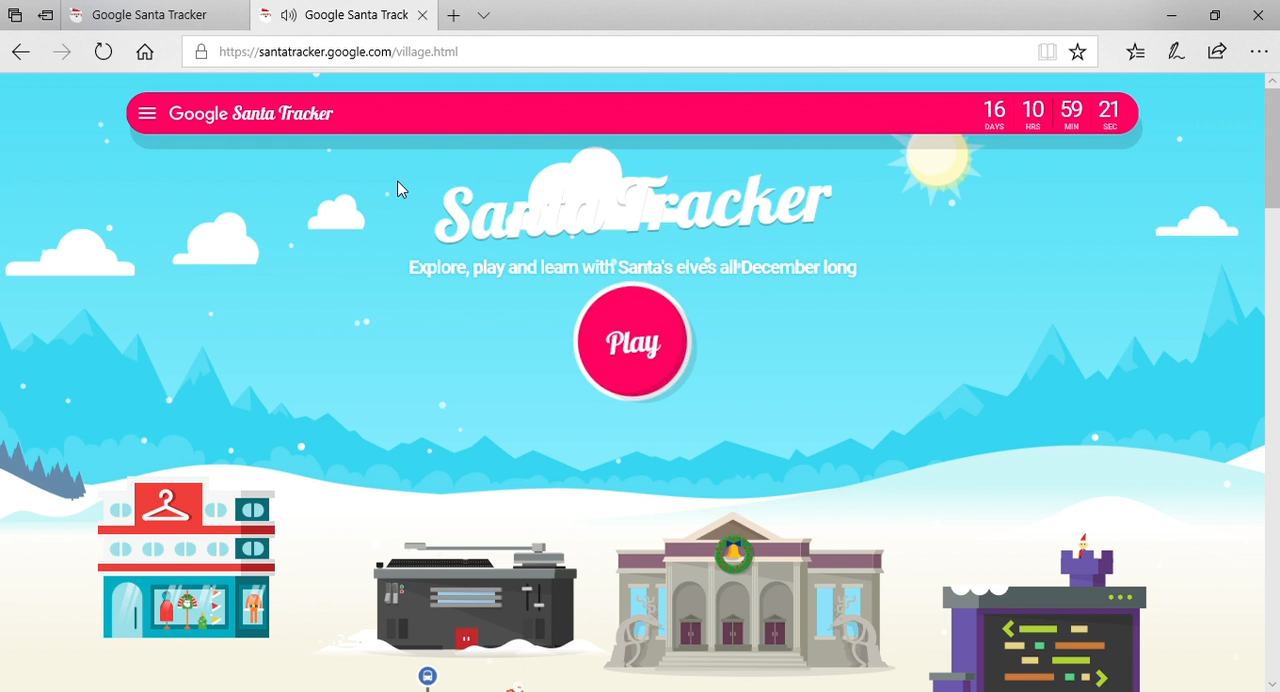 Google Santa Tracker
Google Santa Track
https://santatracker.google.com/village.html
Google Santa Tracker
16 10 59 21
DAYS HRS MIN SEC
Santa Tracker
Explore, play and learn with Santa's elves all December long
Play